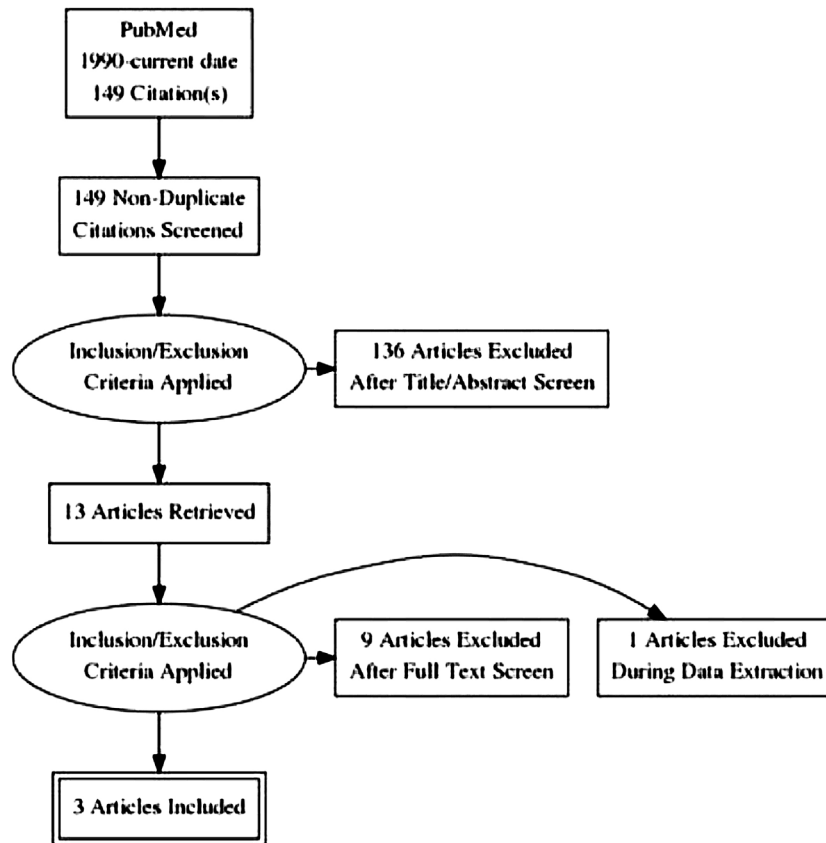 PubMed
1990-current date
149 Citation(s)
149 Non-Duplicate
Citations Screened
Inclusion/Exclusion
Criteria Applied
136 Articles Excluded
After Title/Abstract Screen
13 Articles Retrieved
Inclusion/Exclusion
Criteria Applied
9 Articles Excluded
After Full Text Screen
1 Articles Excluded
During Data Extraction
3 Articles Included